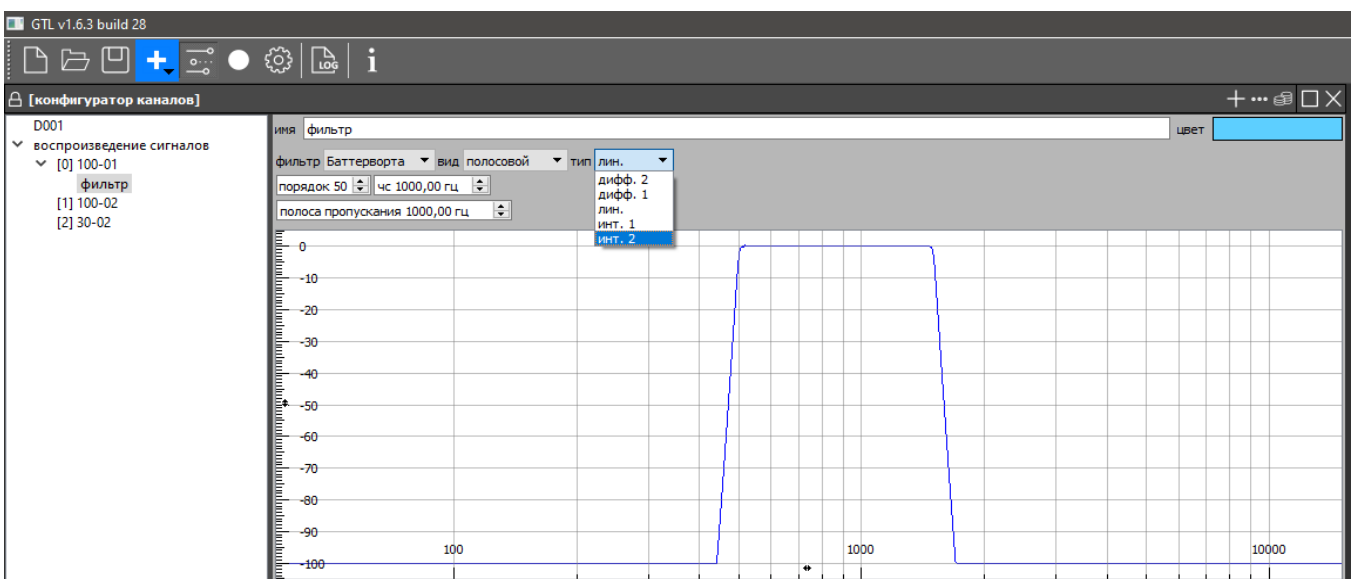 GTL v1.6.3 build 28
LOG
i
[конфигуратор каналов]
D001
воспроизведение сигналов
[0] 100-01
фильтр
[1] 100-02
[2] 30-02
имя фильтр цвет
фильтр Баттерворта вид полосовой тип лин.
дифф. 2
дифф. 1
лин.
инт. 1
инт. 2
порядок 50 чс 1000,00 гц
полоса пропускания 1000,00 гц
0
-10
-20
-30
-40
-50
-60
-70
-80
-90
-100
100 1000 10000